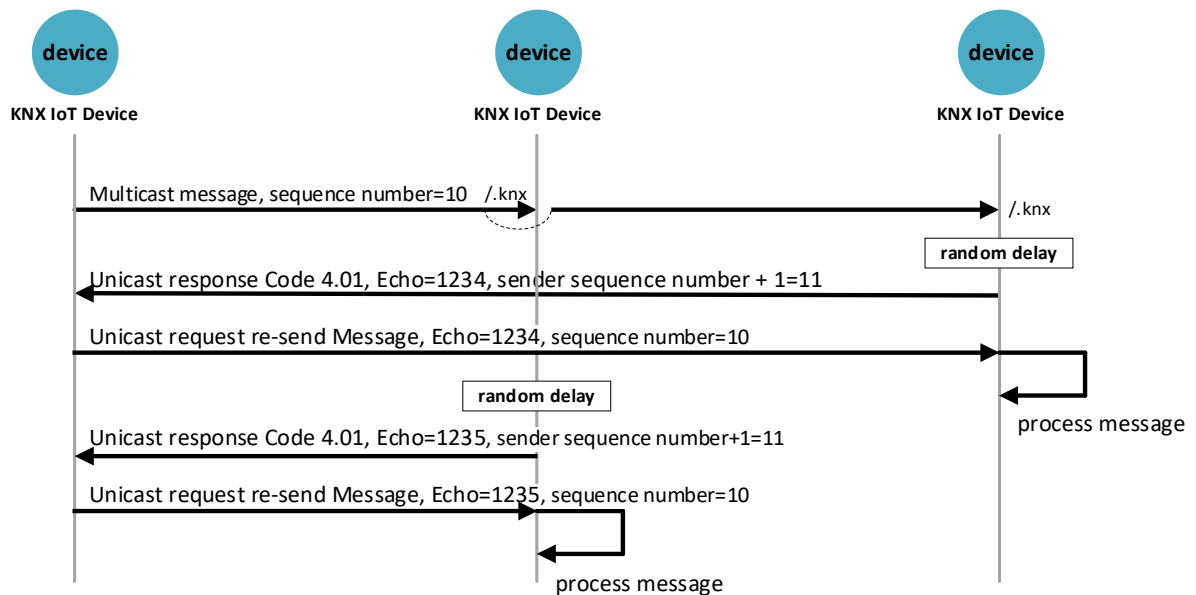 device
device
device
KNX IoT Device
KNX IoT Device
KNX IoT Device
Multicast message, sequence number=10
/.knx
/.knx
random delay
Unicast response Code 4.01, Echo=1234, sender sequence number + 1=11
Unicast request re-send Message, Echo=1234, sequence number=10
random delay
process message
Unicast response Code 4.01, Echo=1235, sender sequence number+1=11
Unicast request re-send Message, Echo=1235, sequence number=10
process message